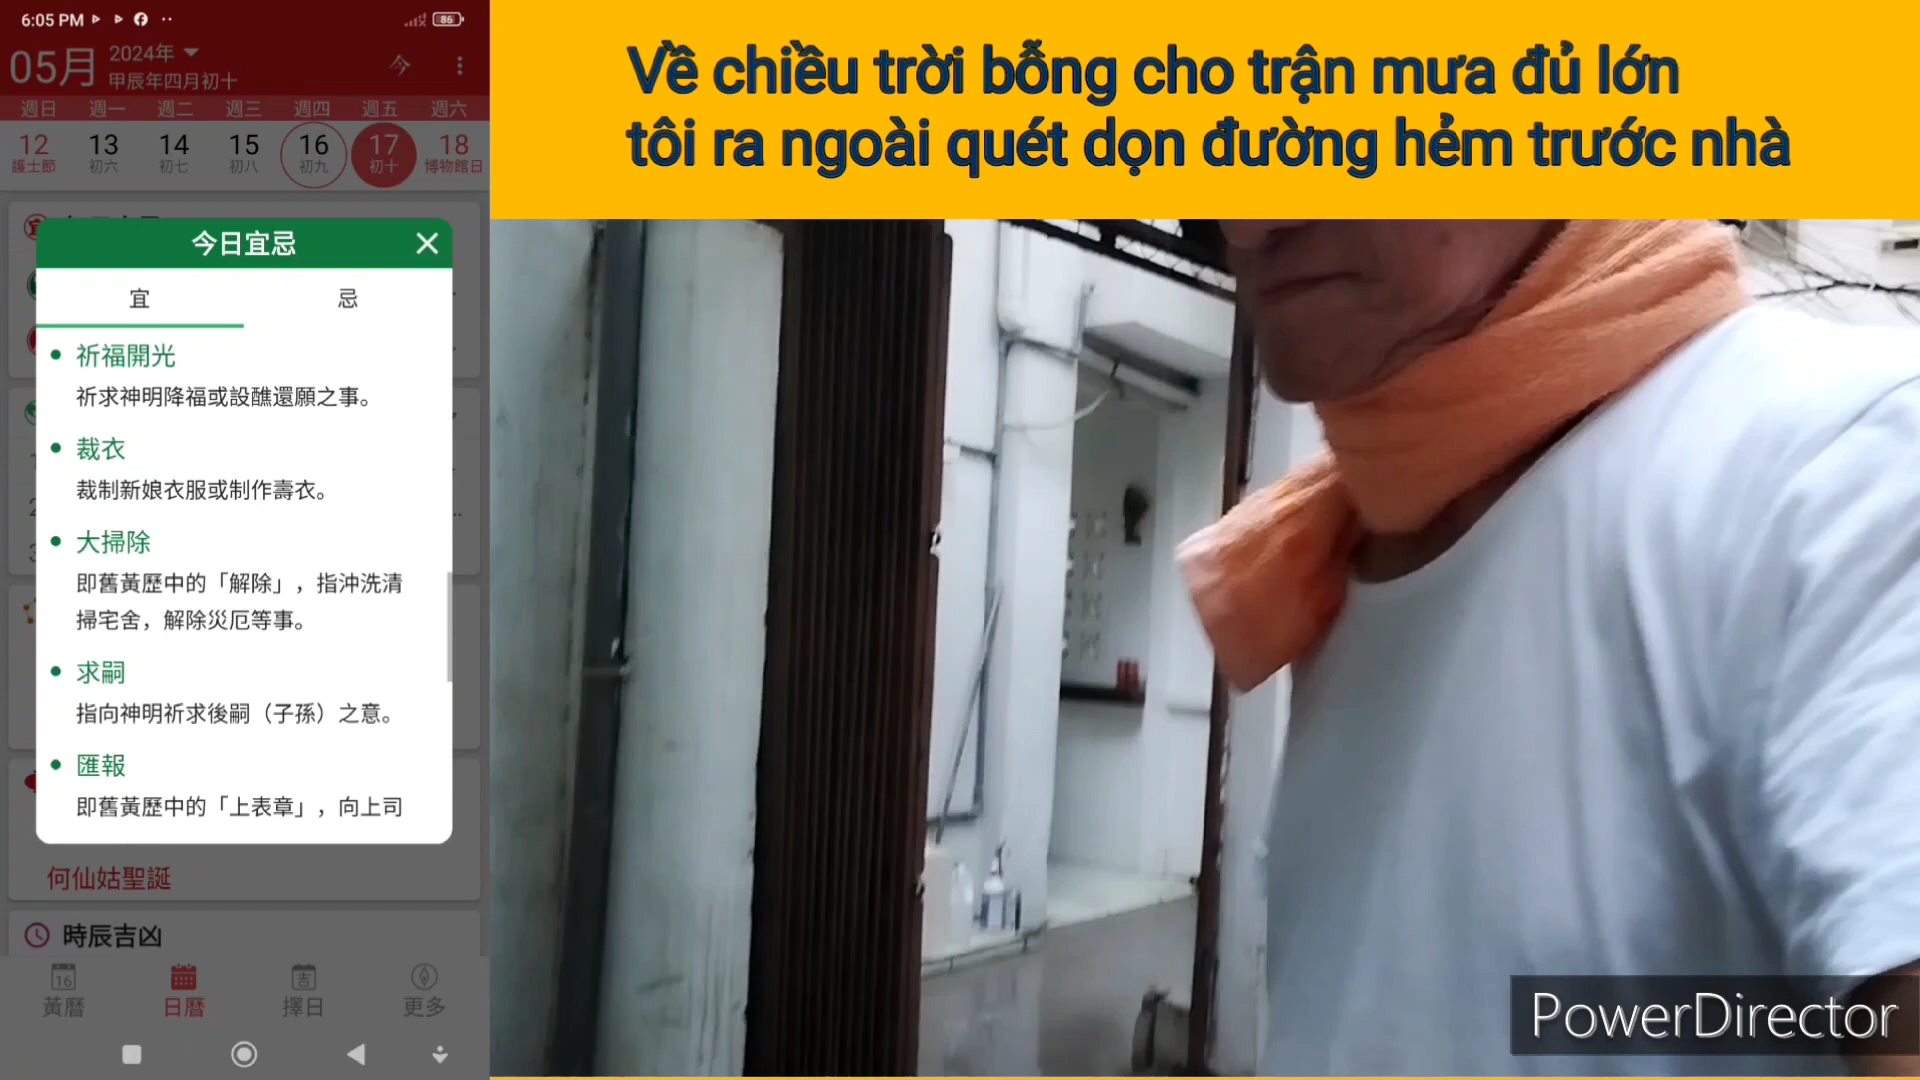 6:05 PM
86
05月
2024年
甲辰年四月初十
今
週日 週一 週二 週三 週四 週五 週六
12 13 14 15 16 17 18
護士節 初六 初七 初八 初九 初十 博物館日
今日宜忌
宜 忌
祈福開光
祈求神明降福或設醮還願之事。
裁衣
裁制新娘衣服或制作壽衣。
大掃除
即舊黃歷中的「解除」，指沖洗清
掃宅舍，解除災厄等事。
求嗣
指向神明祈求後嗣（子孫）之意。
匯報
即舊黃歷中的「上表章」，向上司
何仙姑聖誕
時辰吉凶
16
吉
黃曆 日曆 擇日 更多
Về chiều trời bỗng cho trận mưa đủ lớn
tôi ra ngoài quét dọn đường hẻm trước nhà
PowerDirector